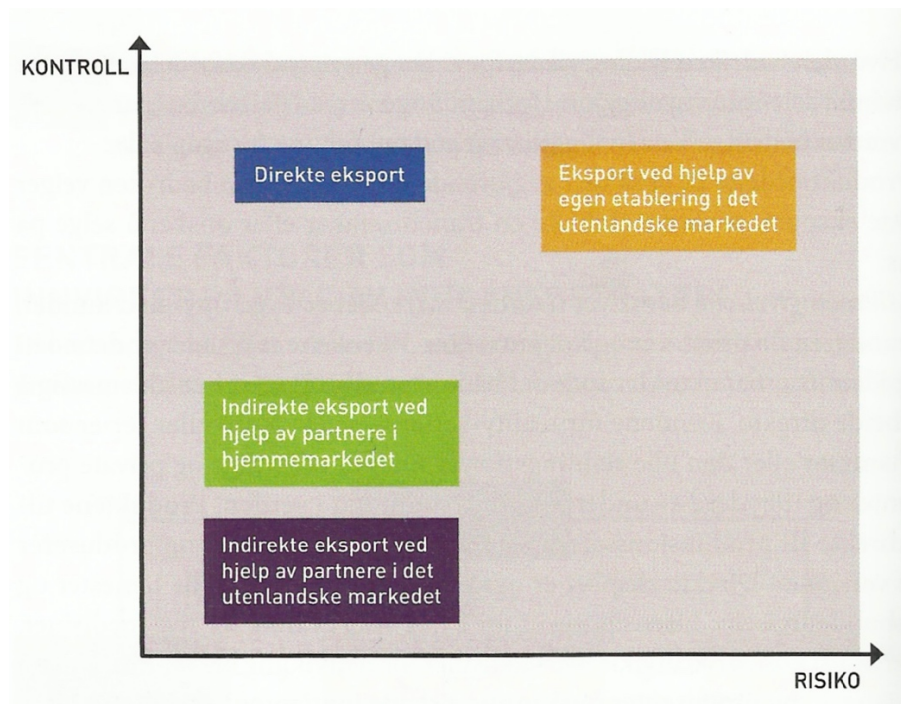 KONTROLL
Direkte eksport
Eksport ved hjelp av
egen etablering i det
utenlandske markedet
Indirekte eksport ved
hjelp av partnere i
hjemmemarkedet
Indirekte eksport ved
hjelp av partnere i det
utenlandske markedet
RISIKO